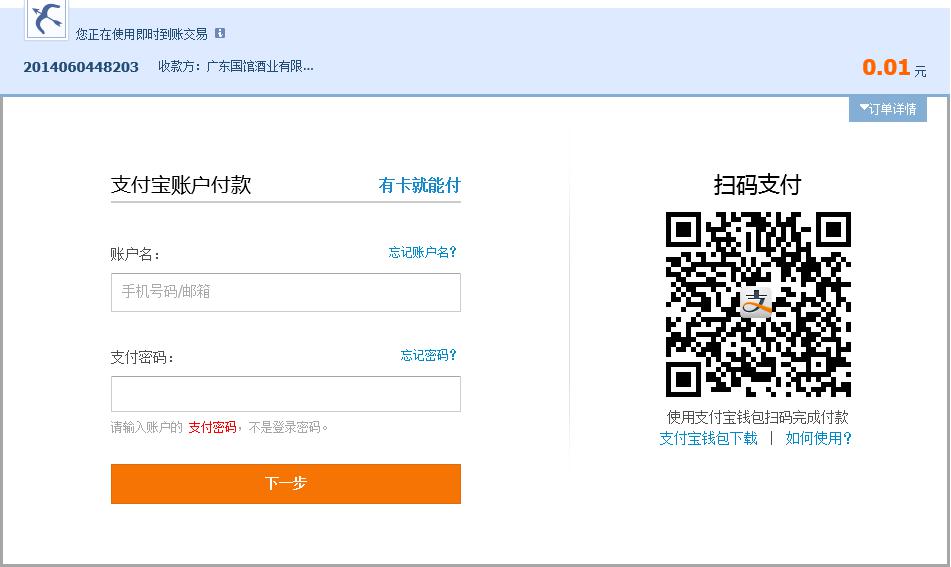 您正在使用即时到账交易
2014060448203 收款方：广东国馆酒业有限...
0.01 元
订单详情
支付宝账户付款 有卡就能付
账户名： 忘记账户名?
手机号码/邮箱
支付密码： 忘记密码?
请输入账户的 支付密码，不是登录密码。
下一步
扫码支付
支
使用支付宝钱包扫码完成付款
支付宝钱包下载 | 如何使用?